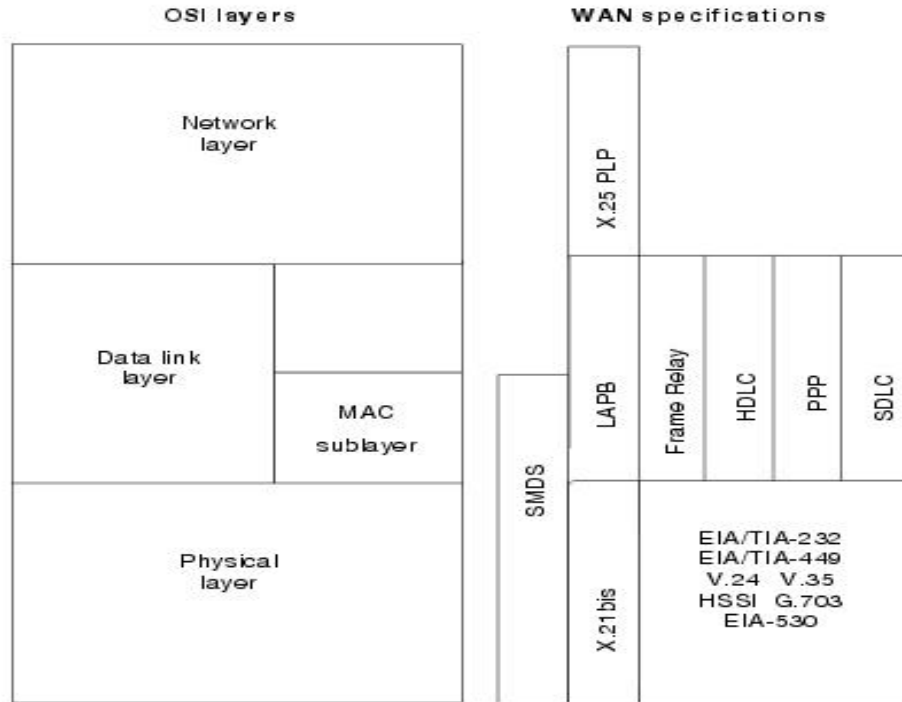 OSI layers
WAN specifications
Network
layer
Data link
layer
MAC
sublayer
Physical
layer
SMDS
X.25 PLP
LAPB
X.21bis
Frame Relay
HDLC
PPP
SDLC
EIA/TIA-232
EIA/TIA-449
V.24 V.35
HSSI G.703
EIA-530